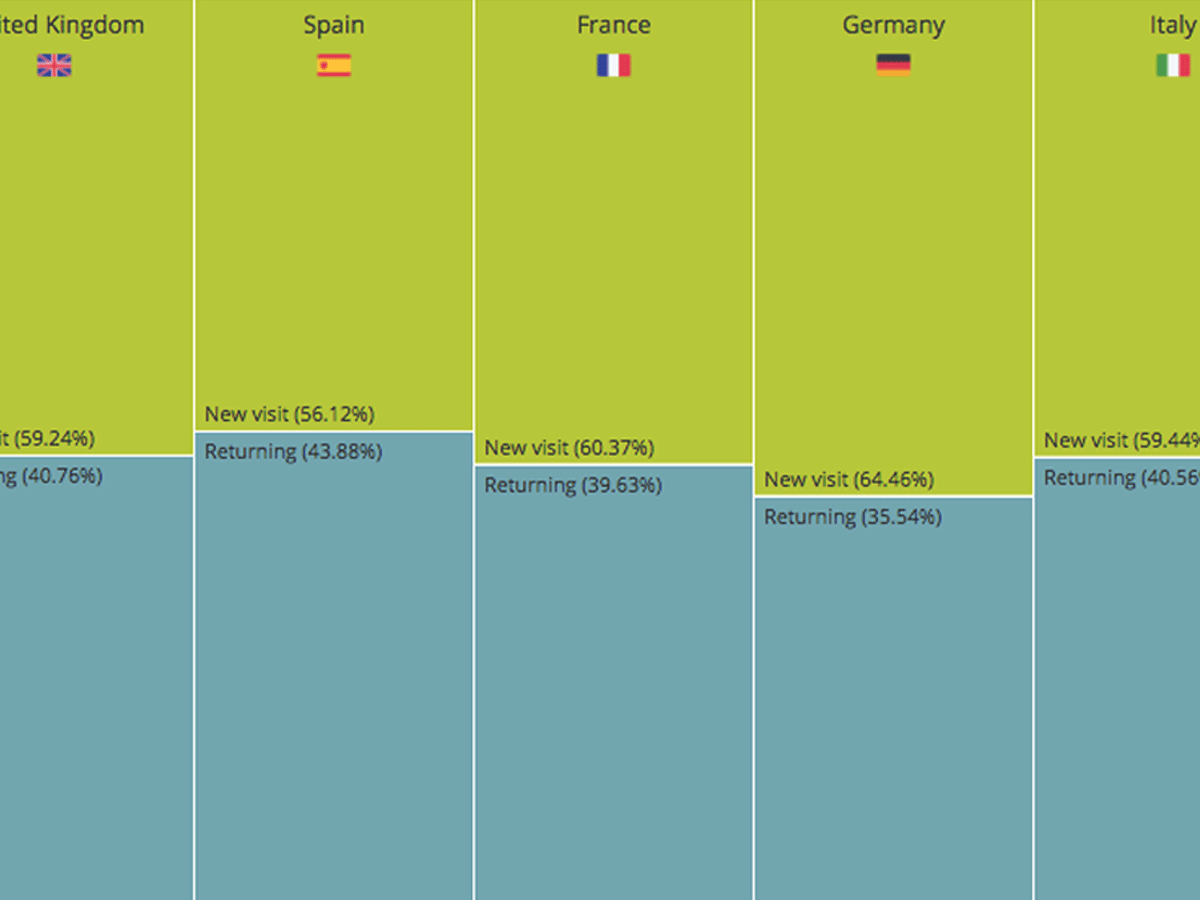 ited Kingdom
Spain
France
Germany
Italy
New visit (56.12%)
it (59.24%)
New visit (59.44%
New visit (60.37%)
Returning (43.88%)
ng (40.76%)
Returning (40.56%
Returning (39.63%)
New visit (64.46%)
Returning (35.54%)